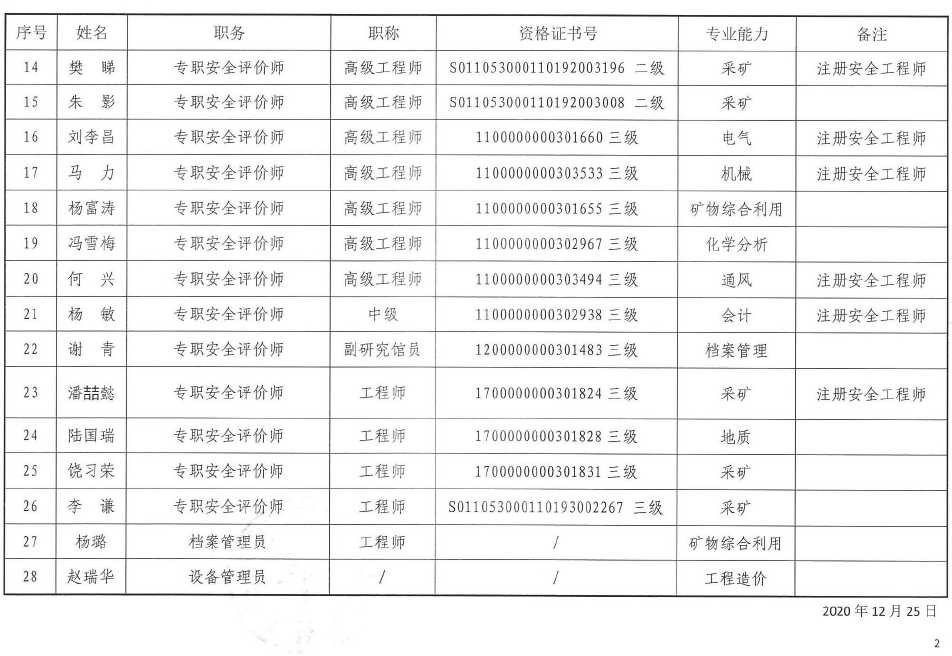 序号 姓名 职务 职称 资格证书号 专业能力 备注
14 樊 睇 专职安全评价师 高级工程师 S011053000110192003196 二级 采矿 注册安全工程师
15 朱 影 专职安全评价师 高级工程师 S011053000110192003008 二级 采矿
16 刘李昌 专职安全评价师 高级工程师 1100000000301660 三级 电气 注册安全工程师
17 马 力 专职安全评价师 高级工程师 1100000000303533 三级 机械 注册安全工程师
18 杨富涛 专职安全评价师 高级工程师 1100000000301655 三级 矿物综合利用
19 冯雪梅 专职安全评价师 高级工程师 1100000000302967 三级 化学分析
20 何 兴 专职安全评价师 高级工程师 1100000000303494 三级 通风 注册安全工程师
21 杨 敏 专职安全评价师 中级 1100000000302938 三级 会计 注册安全工程师
22 谢 青 专职安全评价师 副研究馆员 1200000000301483 三级 档案管理
23 潘喆懿 专职安全评价师 工程师 1700000000301824 三级 采矿 注册安全工程师
24 陆国瑞 专职安全评价师 工程师 1700000000301828 三级 地质
25 饶习荣 专职安全评价师 工程师 1700000000301831 三级 采矿
26 李 谦 专职安全评价师 工程师 S011053000110193002267 三级 采矿
27 杨璐 档案管理员 工程师 / 矿物综合利用
28 赵瑞华 设备管理员 / / 工程造价
2020 年 12 月 25 日
2